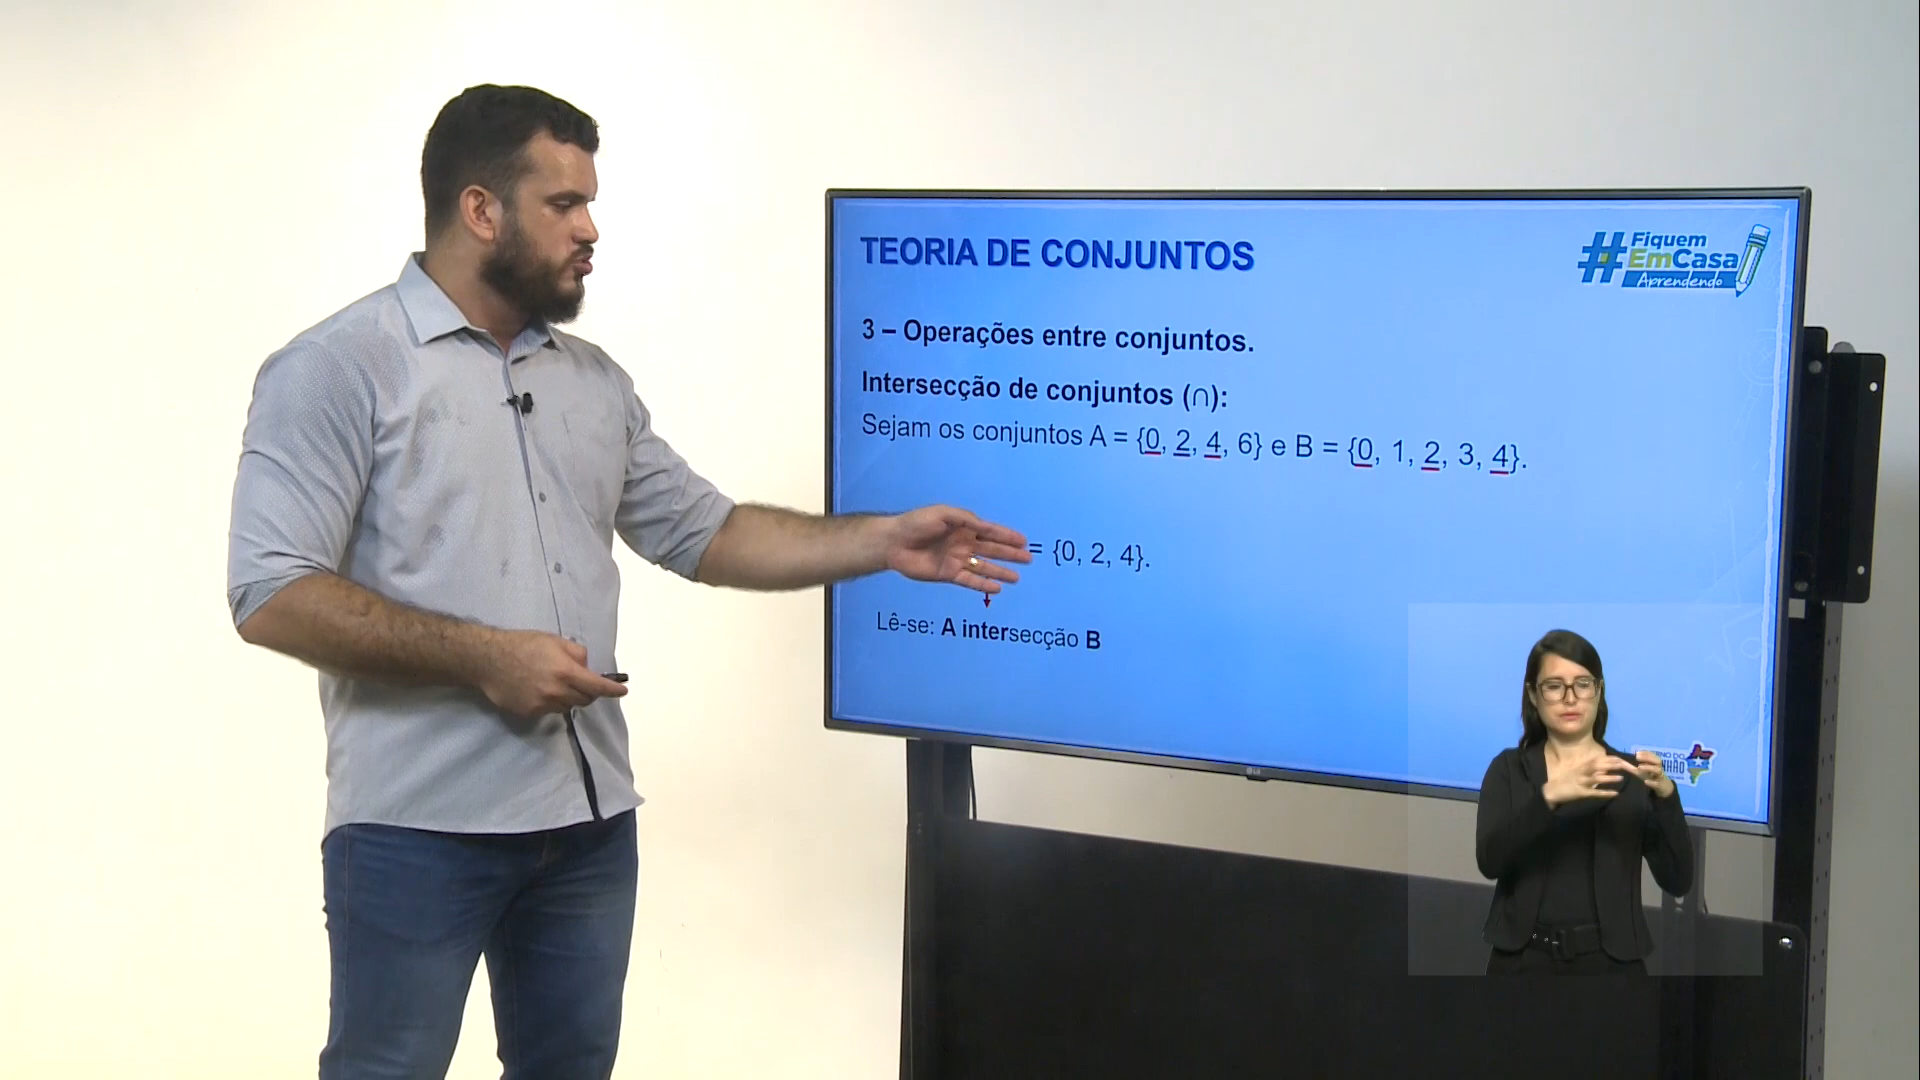 TEORIA DE CONJUNTOS
#Fiquem
EmCasa
Aprendendo
3 – Operações entre conjuntos.
Intersecção de conjuntos (∩):
Sejam os conjuntos A = {0, 2, 4, 6} e B = {0, 1, 2, 3, 4}.
= {0, 2, 4}.
Lê-se: A intersecção B
LG